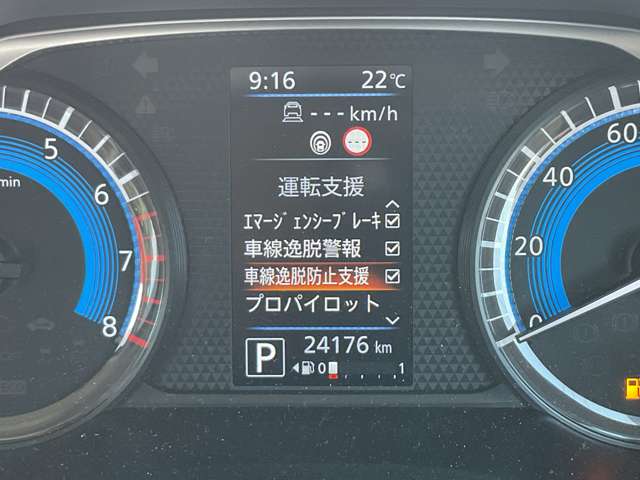 9:16 22℃
---km/h
運転支援
ｴﾏｰｼﾞｪﾝｼｰﾌﾞﾚｰｷ
車線逸脱警報
車線逸脱防止支援
プロパイロット
P 24176 km
0 1
min
5
6
7
8
60
40
20
0